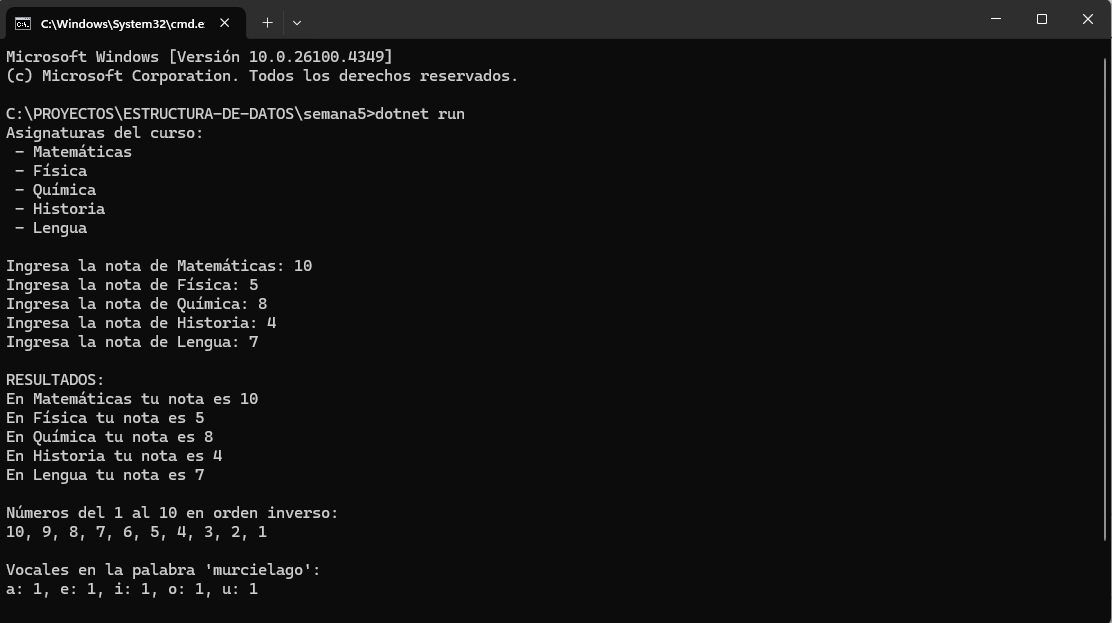 C:\Windows\System32\cmd.e
Microsoft Windows [Versión 10.0.26100.4349]
(c) Microsoft Corporation. Todos los derechos reservados.
C:\PROYECTOS\ESTRUCTURA-DE-DATOS\semana5>dotnet run
Asignaturas del curso:
- Matemáticas
- Física
- Química
- Historia
- Lengua
Ingresa la nota de Matemáticas: 10
Ingresa la nota de Física: 5
Ingresa la nota de Química: 8
Ingresa la nota de Historia: 4
Ingresa la nota de Lengua: 7
RESULTADOS:
En Matemáticas tu nota es 10
En Física tu nota es 5
En Química tu nota es 8
En Historia tu nota es 4
En Lengua tu nota es 7
Números del 1 al 10 en orden inverso:
10, 9, 8, 7, 6, 5, 4, 3, 2, 1
Vocales en la palabra 'murcielago':
a: 1, e: 1, i: 1, o: 1, u: 1